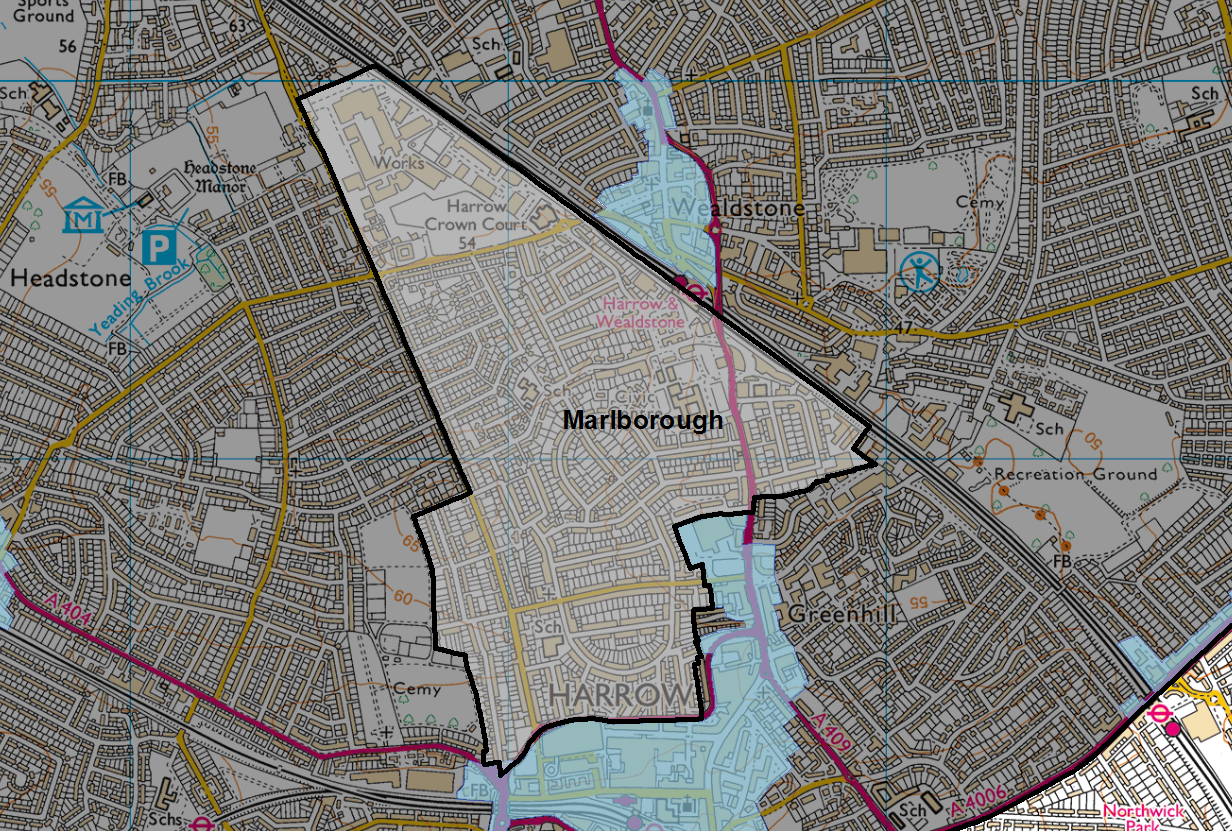 Sports
Ground
63
56
Sch
Sch
Sch
55
Headstone
Manor
Works
FB
55
M
P
Harrow
Crown Court
54
Wealdstone
Cemy
Headstone
Yeading Brook
FB
Harrow &
Wealdstone
47
Sch
Civic
Marlborough
Sch
50
Recreation Ground
65
FB
60
A 404
Sch
Greenhill
55
Cemy
HARROW
A 409
FB
Schs
Sch
A 4006
Northwick
Park